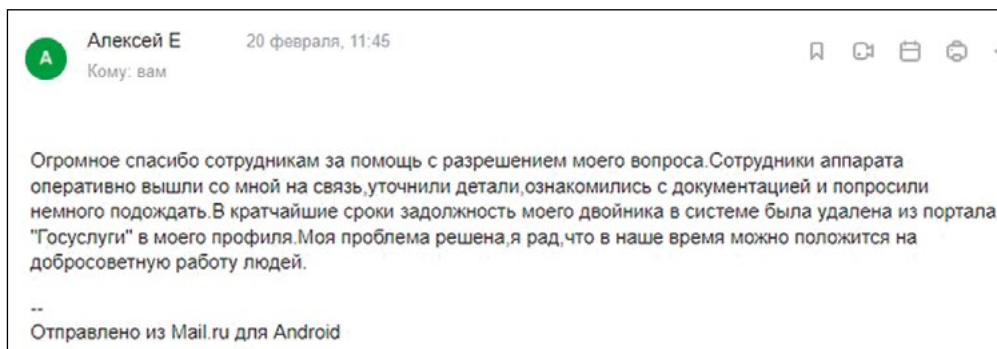 Алексей Е 20 февраля, 11:45
А
Кому: вам
Огромное спасибо сотрудникам за помощь с разрешением моего вопроса.Сотрудники аппарата
оперативно вышли со мной на связь,уточнили детали,ознакомились с документацией и попросили
немного подождать.В кратчайшие сроки задолжность моего двойника в системе была удалена из портала
"Госуслуги" в моего профиля.Моя проблема решена,я рад,что в наше время можно положится на
добросоветную работу людей.
--
Отправлено из Mail.ru для Android